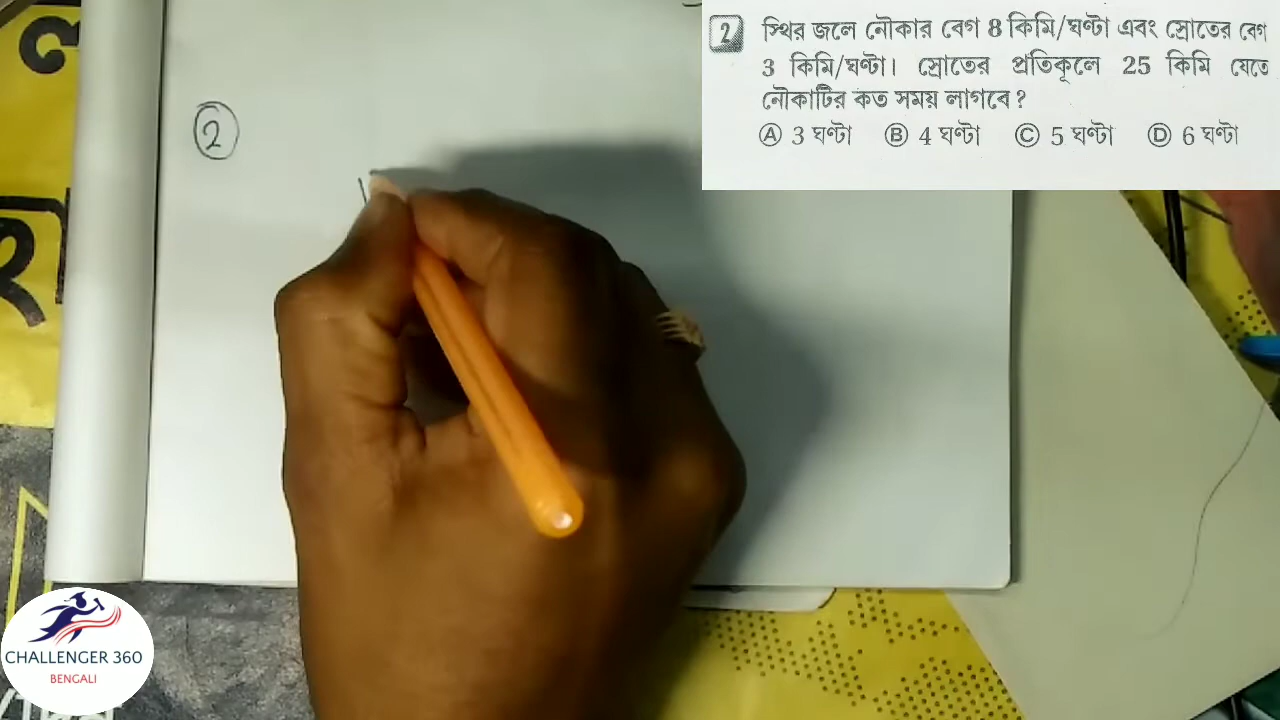 2 স্থির জলে নৌকার বেগ 8 কিমি/ঘণ্টা এবং স্রোতের বেগ
3 কিমি/ঘণ্টা। স্রোতের প্রতিকূলে 25 কিমি যেতে
নৌকাটির কত সময় লাগবে?
Ⓐ 3 ঘণ্টা Ⓑ 4 ঘণ্টা Ⓒ 5 ঘণ্টা Ⓓ 6 ঘণ্টা
2
CHALLENGER 360
BENGALI